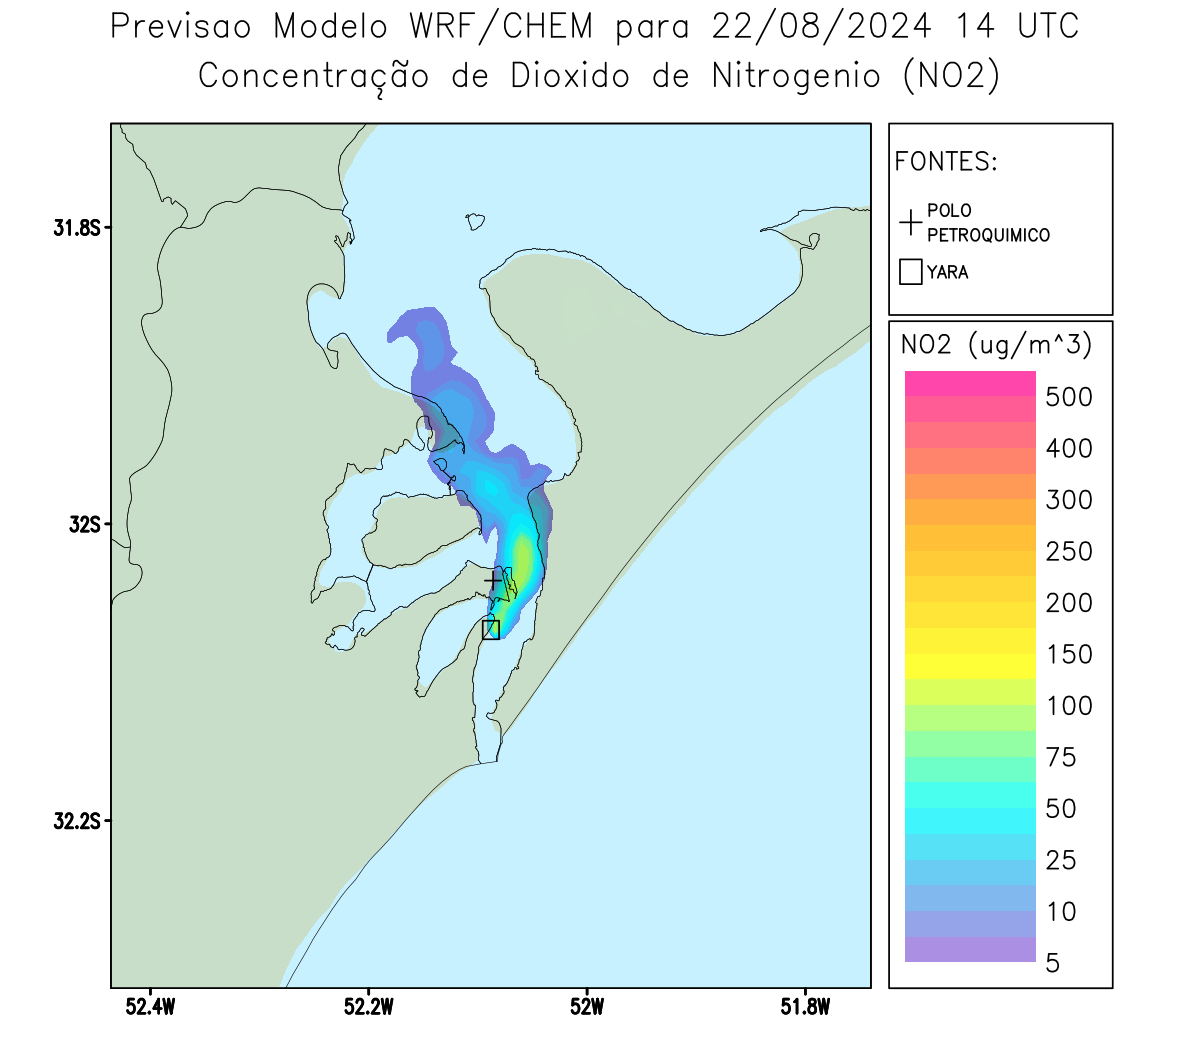 Previsao Modelo WRF/CHEM para 22/08/2024 14 UTC
Concentração de Dioxido de Nitrogenio (NO2)
FONTES:
POLO
PETROQUIMICO
YARA
NO2 (ug/m^3)
500
400
300
250
200
150
100
75
50
25
10
5
31.8S
32S
32.2S
52.4W
52.2W
52W
51.8W